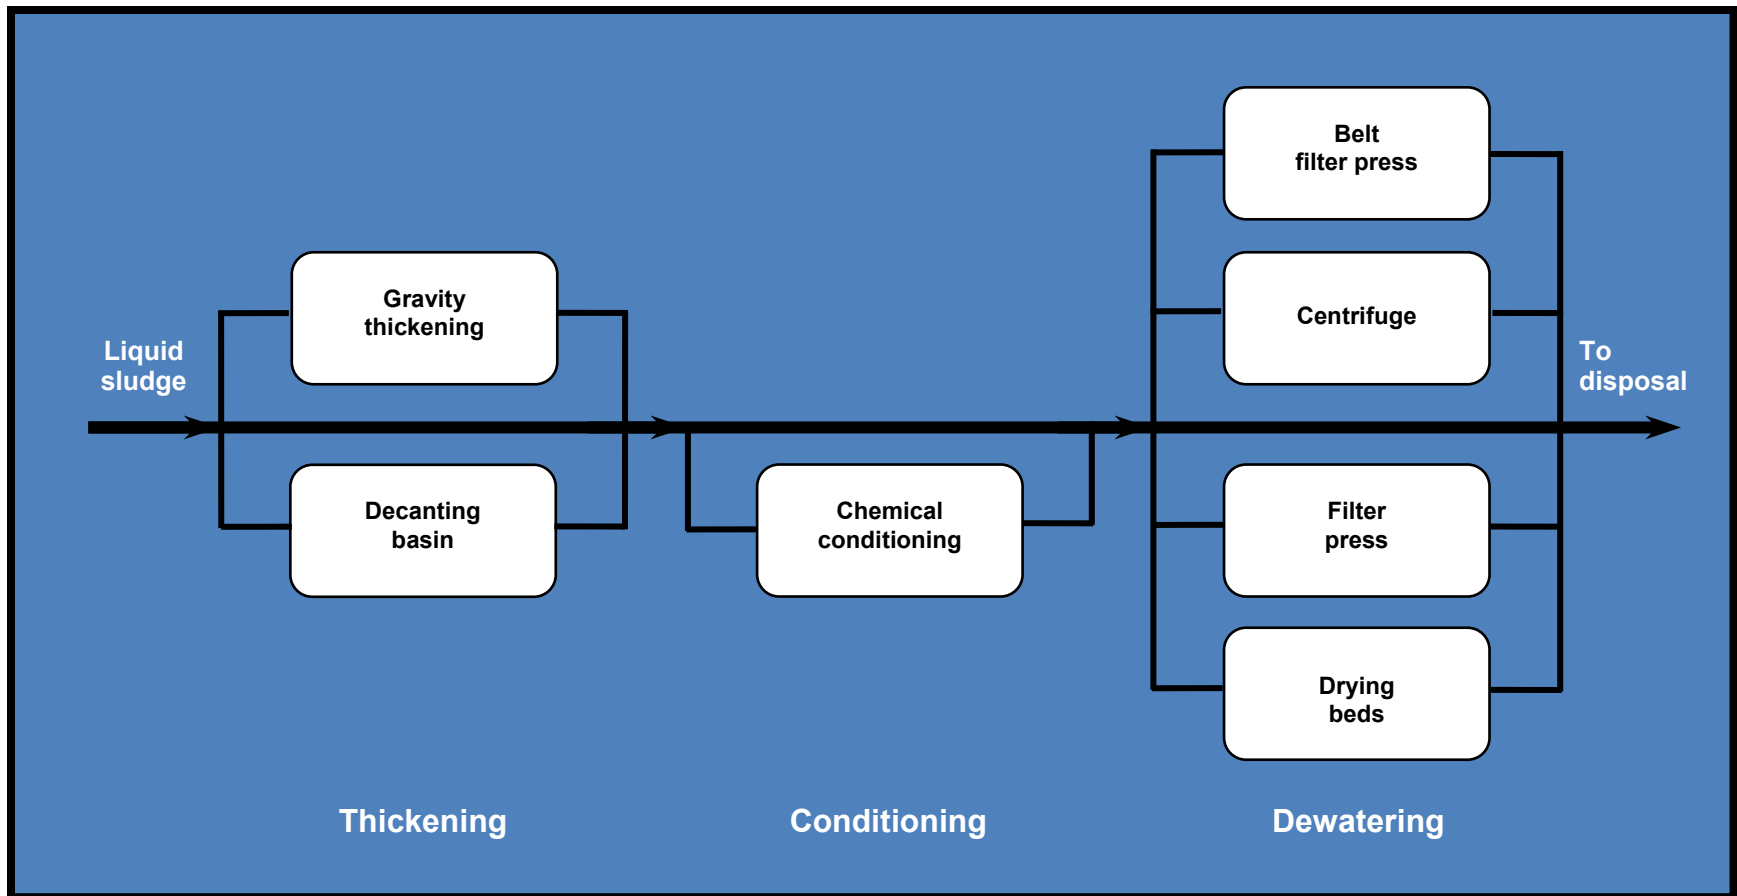 Belt
filter press
Gravity
thickening
Centrifuge
Liquid
sludge
To
disposal
Decanting
basin
Chemical
conditioning
Filter
press
Drying
beds
Thickening
Conditioning
Dewatering